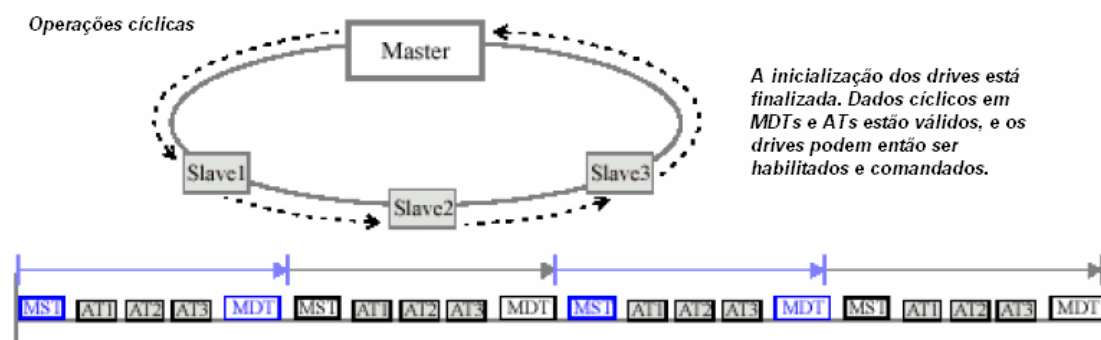 Operações cíclicas
Master
A inicialização dos drives está
finalizada. Dados cíclicos em
MDTs e ATs estão válidos, e os
drives podem então ser
habilitados e comandados.
Slave1
Slave2
Slave3
MST AT1 AT2 AT3 MDT MST AT1 AT2 AT3 MDT MST AT1 AT2 AT3 MDT MST AT1 AT2 AT3 MDT